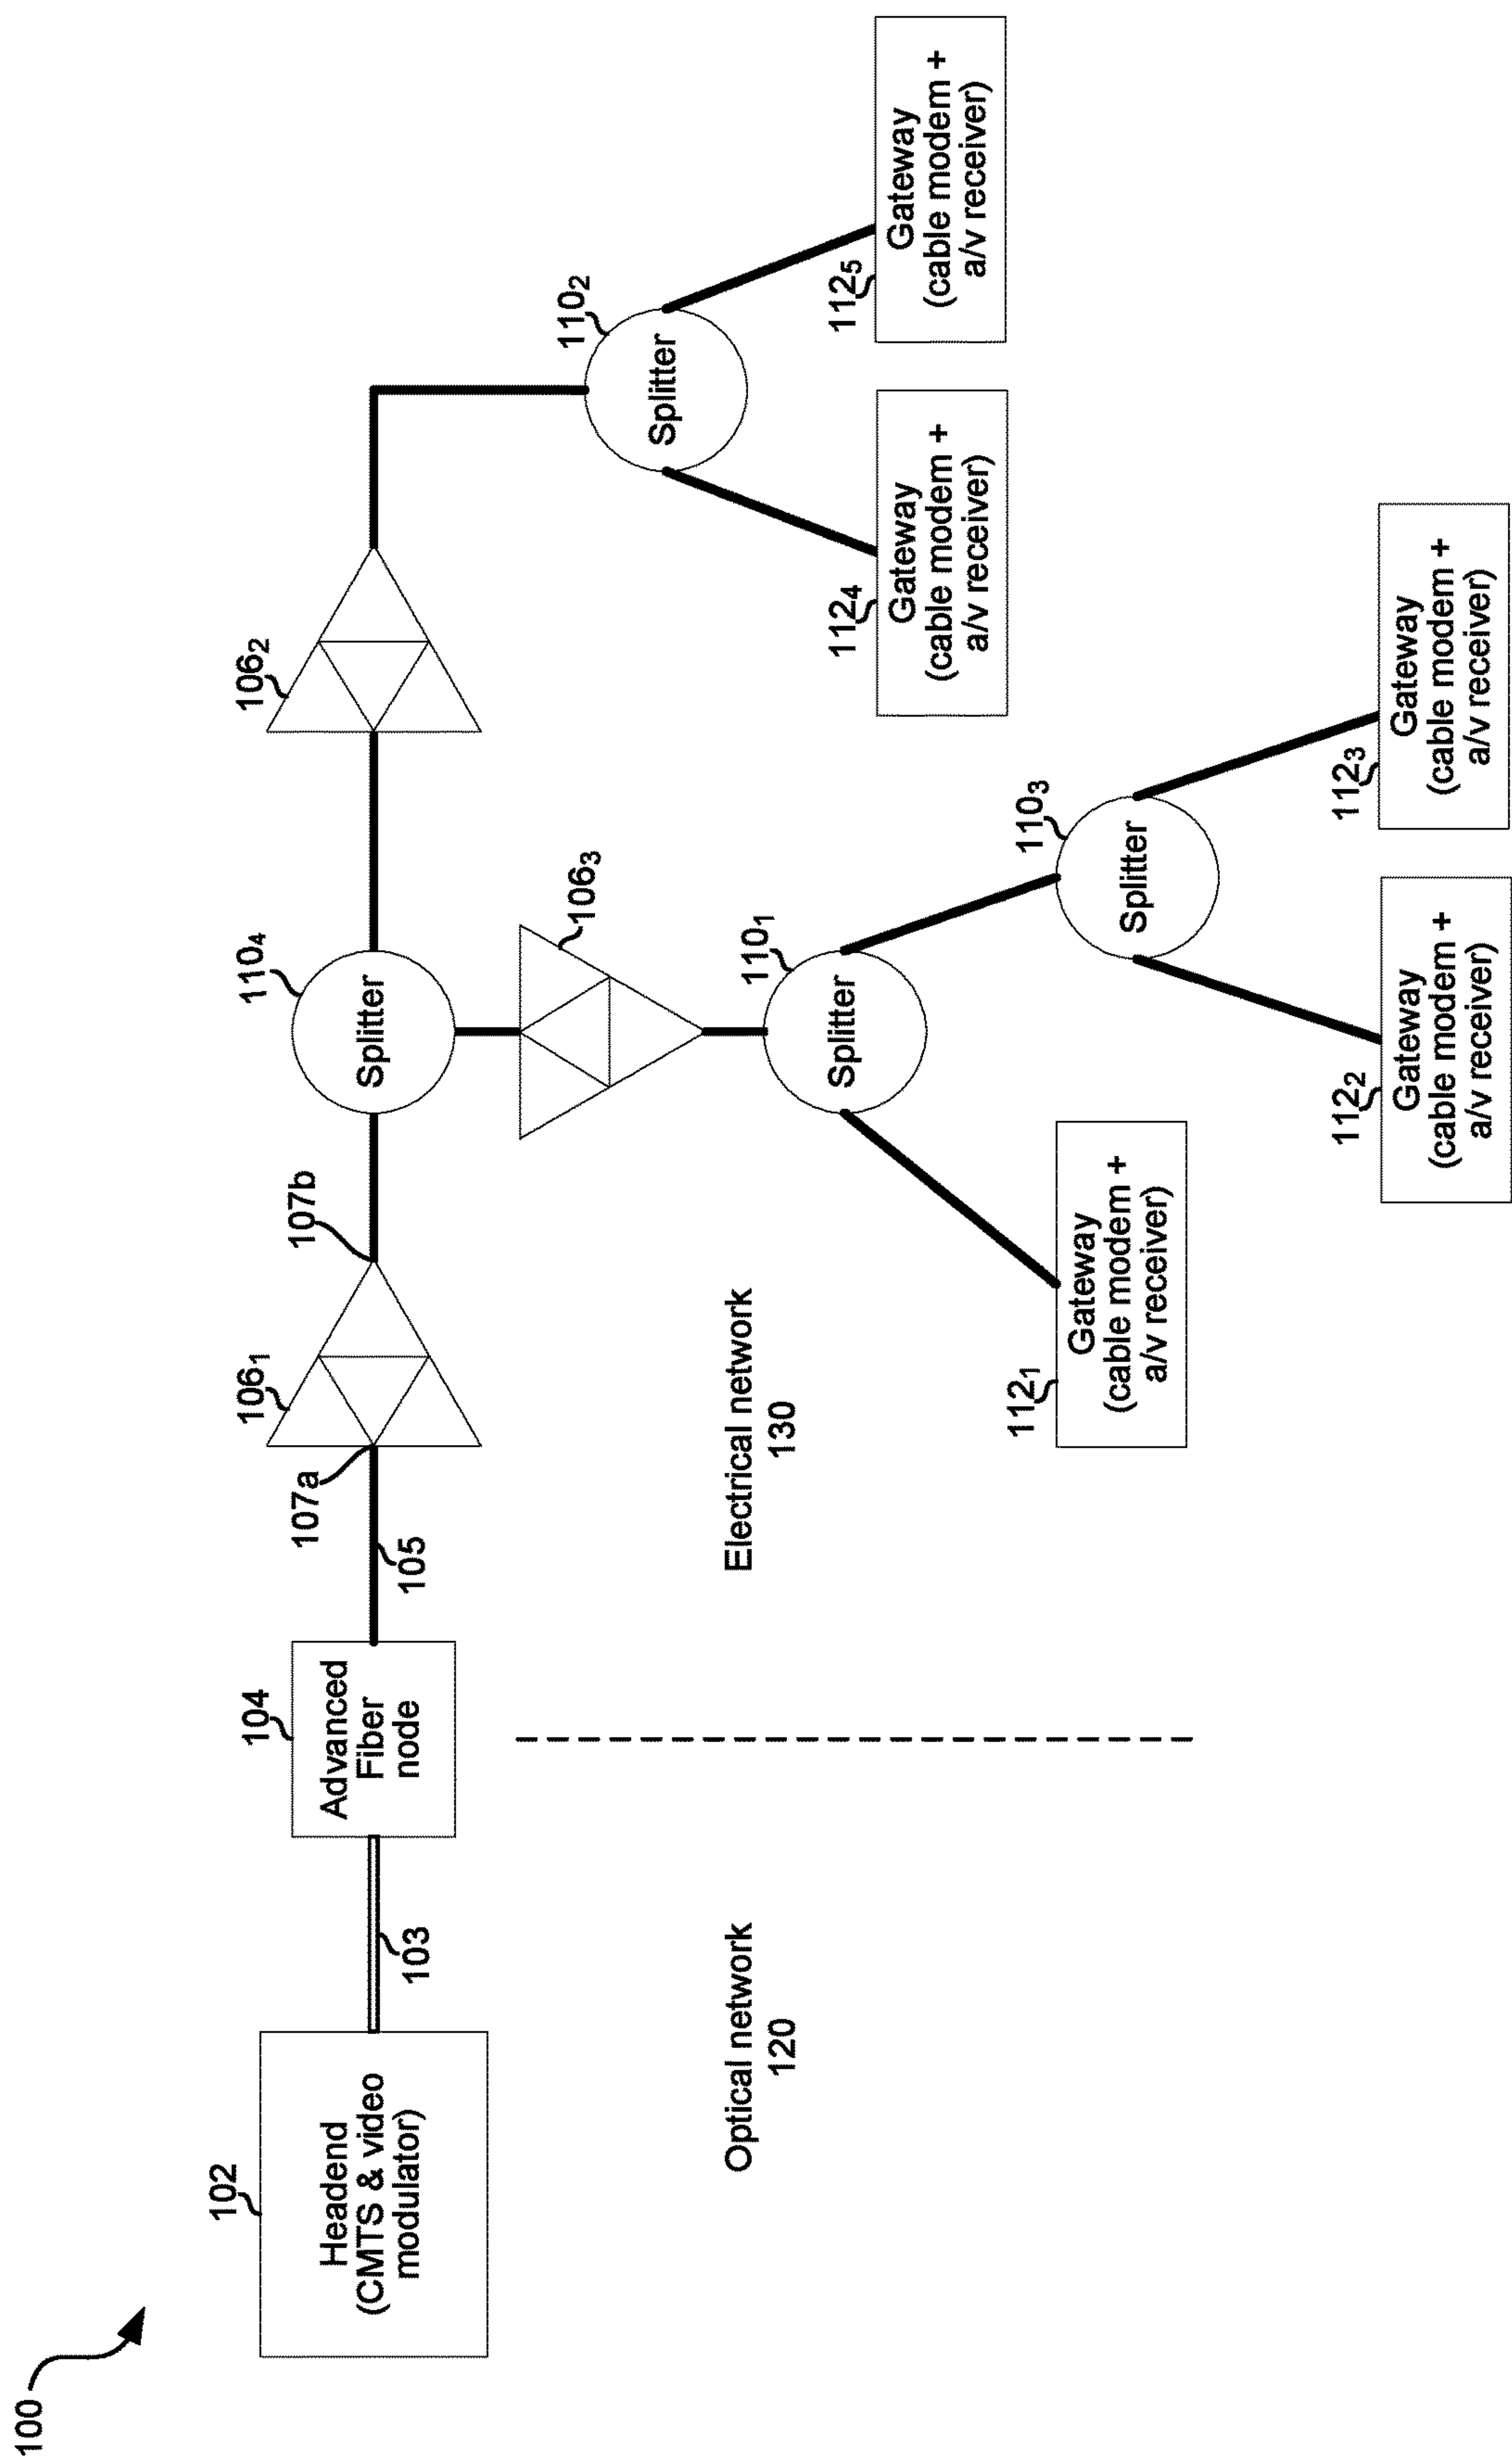 100
102
Headend
(CMTS & video
modulator)
103
104
Advanced
Fiber
node
105
107a
106₁
107b
110₄
Splitter
106₂
106₃
110₂
Splitter
110₁
Splitter
110₃
Splitter
112₁
Gateway
(cable modem +
a/v receiver)
112₂
Gateway
(cable modem +
a/v receiver)
112₃
Gateway
(cable modem +
a/v receiver)
112₄
Gateway
(cable modem +
a/v receiver)
112₅
Gateway
(cable modem +
a/v receiver)
Optical network
120
Electrical network
130